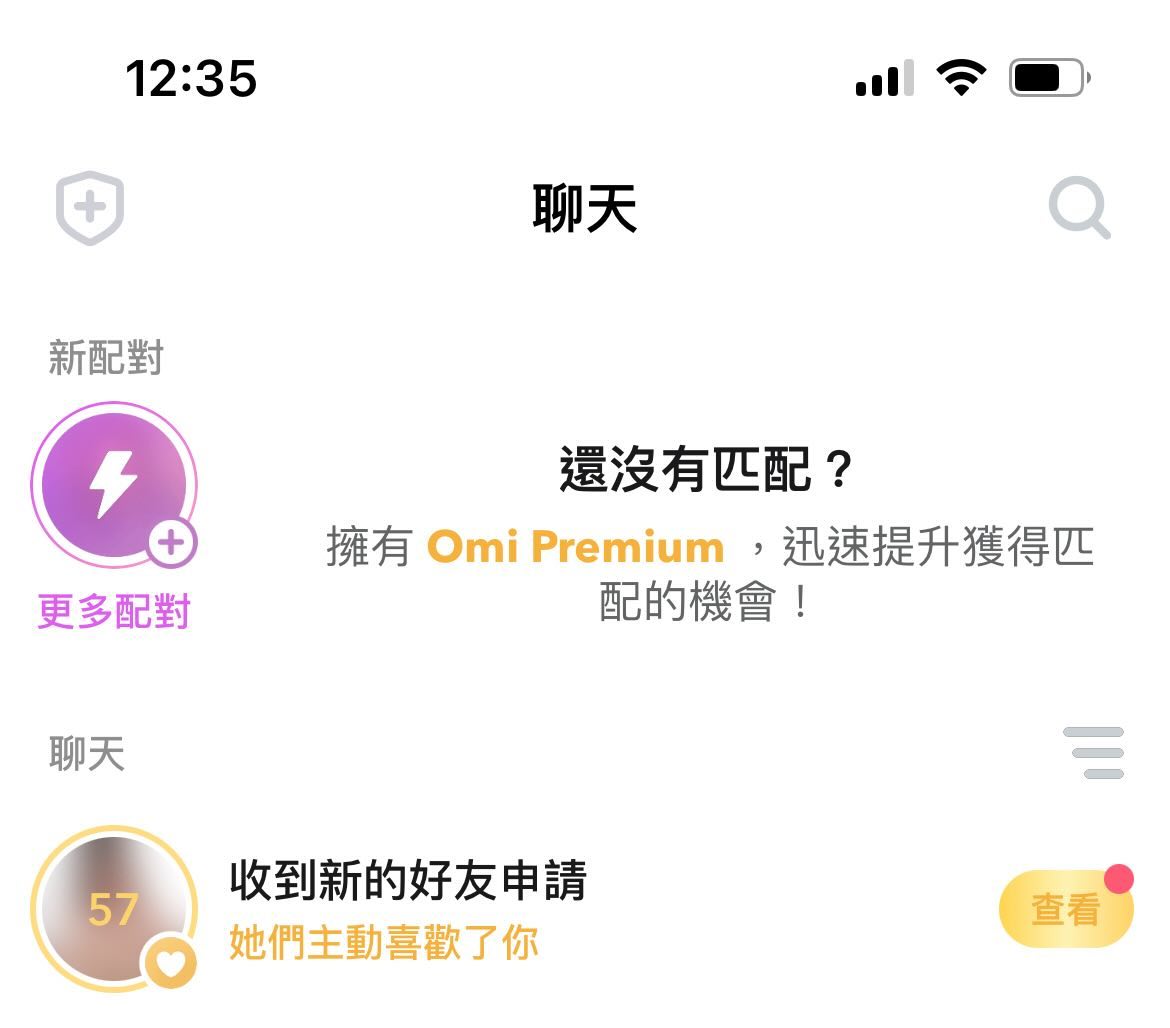 12:35
聊天
新配對
更多配對
還沒有匹配？
擁有 Omi Premium ，迅速提升獲得匹
配的機會！
聊天
57
收到新的好友申請
她們主動喜歡了你
查看